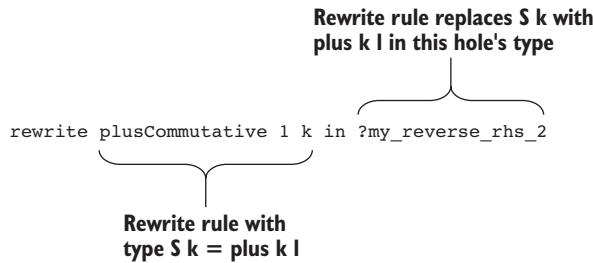 Rewrite rule replaces S k with
plus k 1 in this hole's type
rewrite plusCommutative 1 k in ?my_reverse_rhs_2
Rewrite rule with
type S k = plus k 1